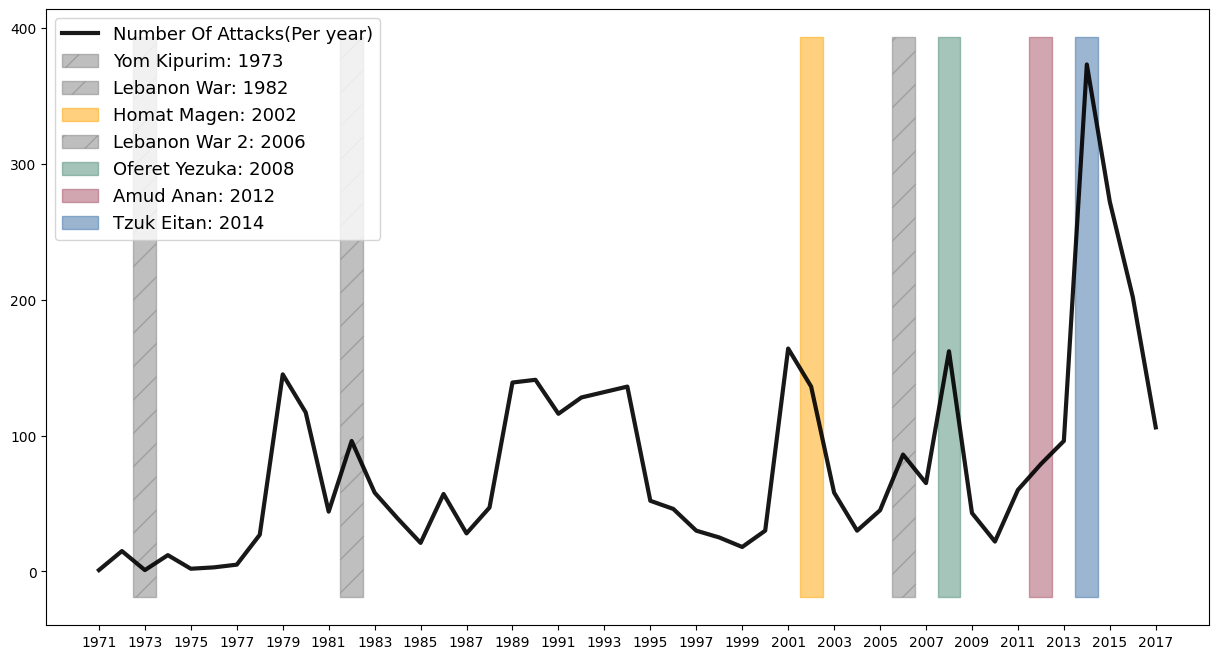 400
300
200
100
0
Number Of Attacks(Per year)
Yom Kipurim: 1973
Lebanon War: 1982
Homat Magen: 2002
Lebanon War 2: 2006
Oferet Yezuka: 2008
Amud Anan: 2012
Tzuk Eitan: 2014
1971 1973 1975 1977 1979 1981 1983 1985 1987 1989 1991 1993 1995 1997 1999 2001 2003 2005 2007 2009 2011 2013 2015 2017